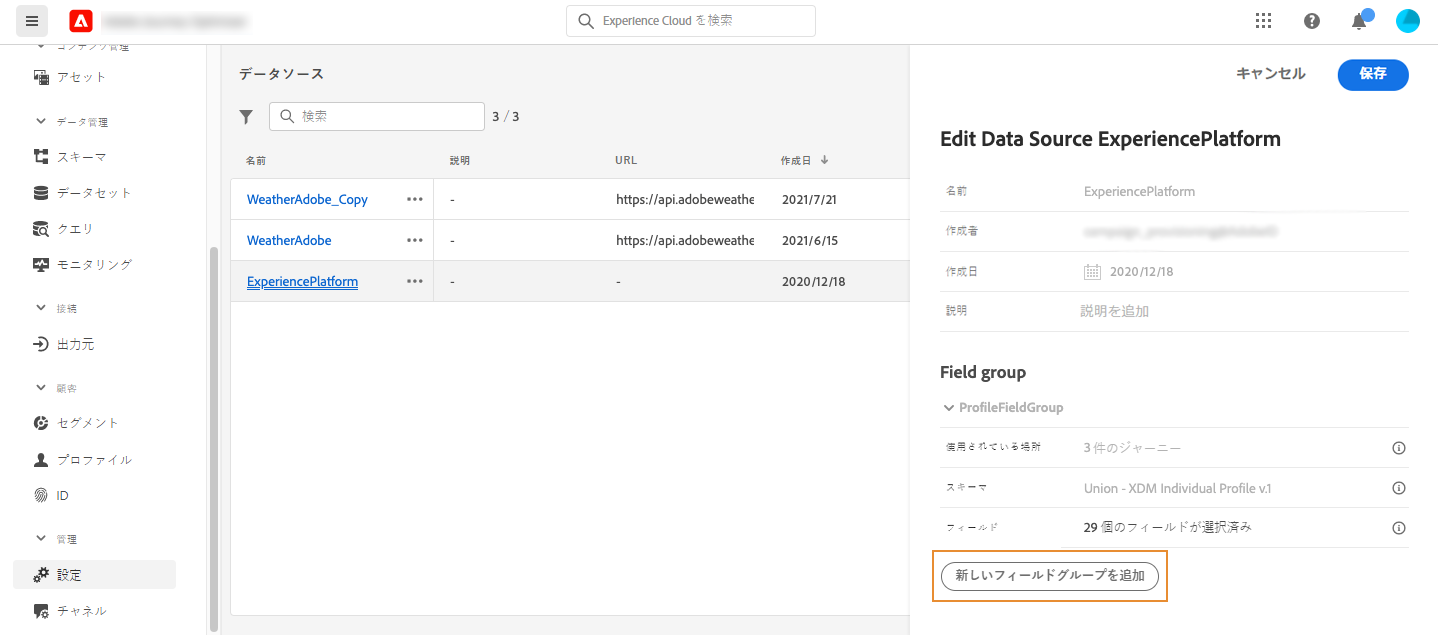 Experience Cloud を検索
コンテンツ管理
アセット
データ管理
スキーマ
データセット
クエリ
モニタリング
接続
出力元
顧客
セグメント
プロファイル
ID
管理
設定
チャネル
データソース
検索
3 / 3
名前 説明 URL 作成日
WeatherAdobe_Copy ••• - https://api.adobeweathe 2021/7/21
WeatherAdobe ••• - https://api.adobeweathe 2021/6/15
ExperiencePlatform ••• - - 2020/12/18
キャンセル
保存
Edit Data Source ExperiencePlatform
名前 ExperiencePlatform
作成者
作成日 2020/12/18
説明 説明を追加
Field group
ProfileFieldGroup
使用されている場所 3 件のジャーニー
スキーマ Union - XDM Individual Profile v.1
フィールド 29 個のフィールドが選択済み
新しいフィールドグループを追加